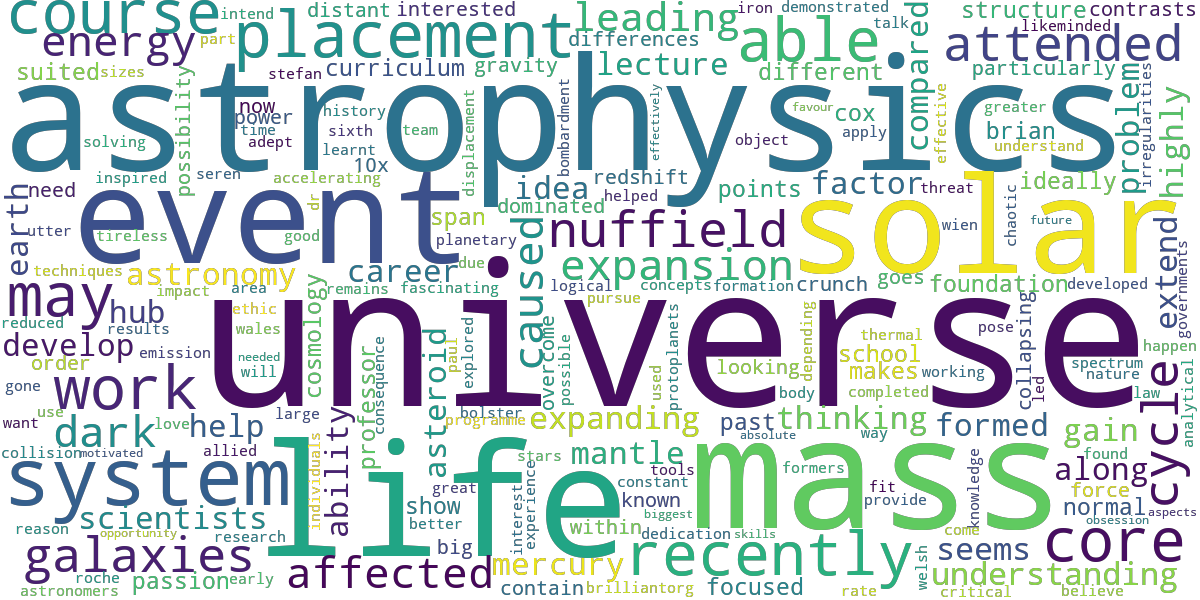 course
intend
distant
interested
leading
iron
demonstrated
structure
contrasts
energy
part
placement
differences
able
talk
compared
likeminded
attended
suited
sizes
possibility
stefan
curriculum
gravity
lecture
different
particularly
problem
irregularities
highly
astrophysics
now
power
history
bombardment
favour
cox
effective
greater
brian
solving
time
adept
sixth
learnt
team
10x
displacement
effectively
object
apply
understand
inspired
seren
accelerating
redshift
points
factor
threat
ideally
earth
need
event
dr
idea
helped
solar
utter
tireless
good
span
dominated
planetary
caused
nuffield
wien
chaotic
future
extend
techniques
astronomy
career
due
expansion
goes
foundation
developed
governments
may
impact
area
remains
fascinating
logical
concepts
formation
crunch
hub
cosmology
universe
pursue
reduced
results
ethic
wales
develop
emission
order
needed
will
professor
consequence
paul
explored
overcome
possible
used
protoplanets
looking
depending
thermal
school
makes
working
collapsing
pose
led
spectrum
nature
happen
law
analytical
cycle
gone
work
large
asteroid
bolster
programme
body
completed
want
use
love
help
ability
expanding
past
absolute
thinking
way
formed
gain
found
dark
collision
motivated
allied
individuals
life
stars
mantle
tools
mass
formers
knowledge
along
system
great
show
better
interest
experience
constant
known
biggest
fit
provide
normal
force
aspects
scientists
reason
opportunity
research
big
within
dedication
skills
come
obsession
galaxies
affected
mercury
recently
welsh
seems
core
roche
astronomers
passion
early
contain
brilliantorg
focused
rate
understanding
critical
believe